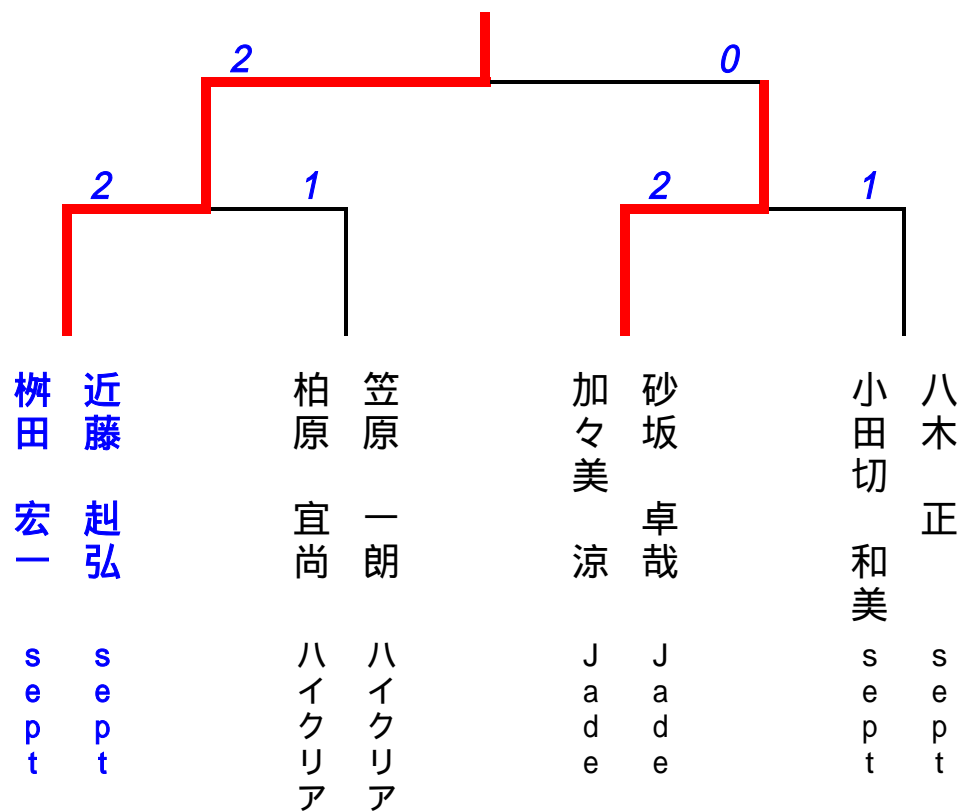 2
0
2
1
2
1
桝田 宏一 sept
近藤 赳弘 sept
柏原 宜尚 ハイクリア
笠原 一朗 ハイクリア
加々美 涼 Jade
砂坂 卓哉 Jade
小田切 和美 sept
八木 正 sept